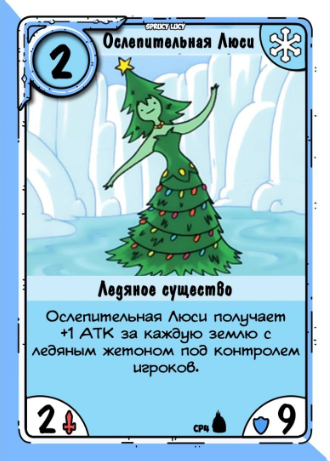 SPRUCY LUCY
2
Ослепительная Люси
Ледяное существо
Ослепительная Люси получает
+1 АТК за каждую землю с
ледяным жетоном под контролем
игроков.
2
CP4
9